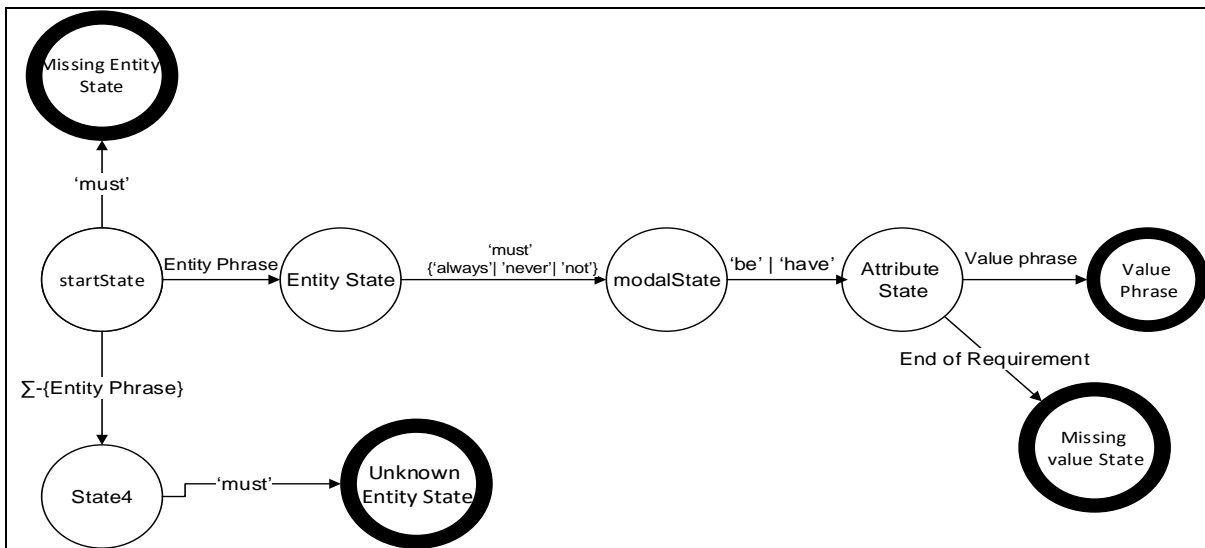 Missing Entity
State
‘must’
startState
Entity Phrase
Entity State
‘must’
{‘always’| ’never’| ’not’}
modalState
‘be’ | ‘have’
Attribute
State
Value phrase
Value
Phrase
End of Requirement
Missing
value State
∑-{Entity Phrase}
State4
‘must’
Unknown
Entity State